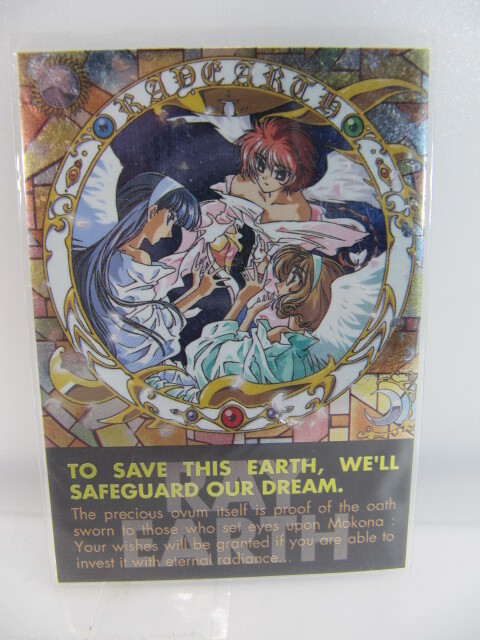 RAYEARTH
TO SAVE THIS EARTH, WE'LL
SAFEGUARD OUR DREAM.
The precious ovum itself is proof of the oath
sworn to those who set eyes upon Mokona :
Your wishes will be granted if you are able to
invest it with eternal radiance...
RAY
EARTH